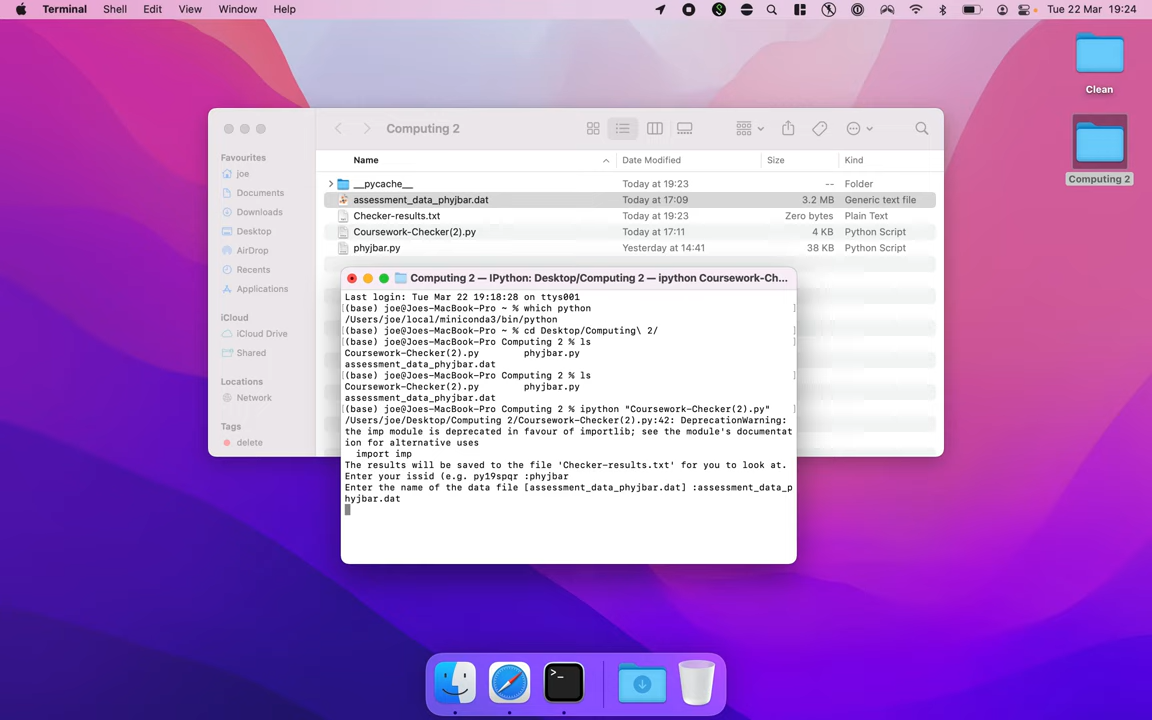 Terminal Shell Edit View Window Help Tue 22 Mar 19:24
Clean
Computing 2
Computing 2
Favourites
joe
Documents
Downloads
Desktop
AirDrop
Recents
Applications
iCloud
iCloud Drive
Shared
Locations
Network
Tags
delete
Name Date Modified Size Kind
__pycache__ Today at 19:23 -- Folder
assessment_data_phyjbar.dat Today at 17:09 3.2 MB Generic text file
Checker-results.txt Today at 19:23 Zero bytes Plain Text
Coursework-Checker(2).py Today at 17:11 4 KB Python Script
phyjbar.py Yesterday at 14:41 38 KB Python Script
Computing 2 — IPython: Desktop/Computing 2 — ipython Coursework-Ch...
Last login: Tue Mar 22 19:18:28 on ttys001
[(base) joe@Joes-MacBook-Pro ~ % which python ]
/Users/joe/local/miniconda3/bin/python
[(base) joe@Joes-MacBook-Pro ~ % cd Desktop/Computing\ 2/ ]
[(base) joe@Joes-MacBook-Pro Computing 2 % ls ]
Coursework-Checker(2).py phyjbar.py
assessment_data_phyjbar.dat
[(base) joe@Joes-MacBook-Pro Computing 2 % ls ]
Coursework-Checker(2).py phyjbar.py
assessment_data_phyjbar.dat
[(base) joe@Joes-MacBook-Pro Computing 2 % ipython "Coursework-Checker(2).py" ]
/Users/joe/Desktop/Computing 2/Coursework-Checker(2).py:42: DeprecationWarning:
the imp module is deprecated in favour of importlib; see the module's documentat
ion for alternative uses
import imp
The results will be saved to the file 'Checker-results.txt' for you to look at.
Enter your issid (e.g. py19spqr :phyjbar
Enter the name of the data file [assessment_data_phyjbar.dat] :assessment_data_p
hyjbar.dat